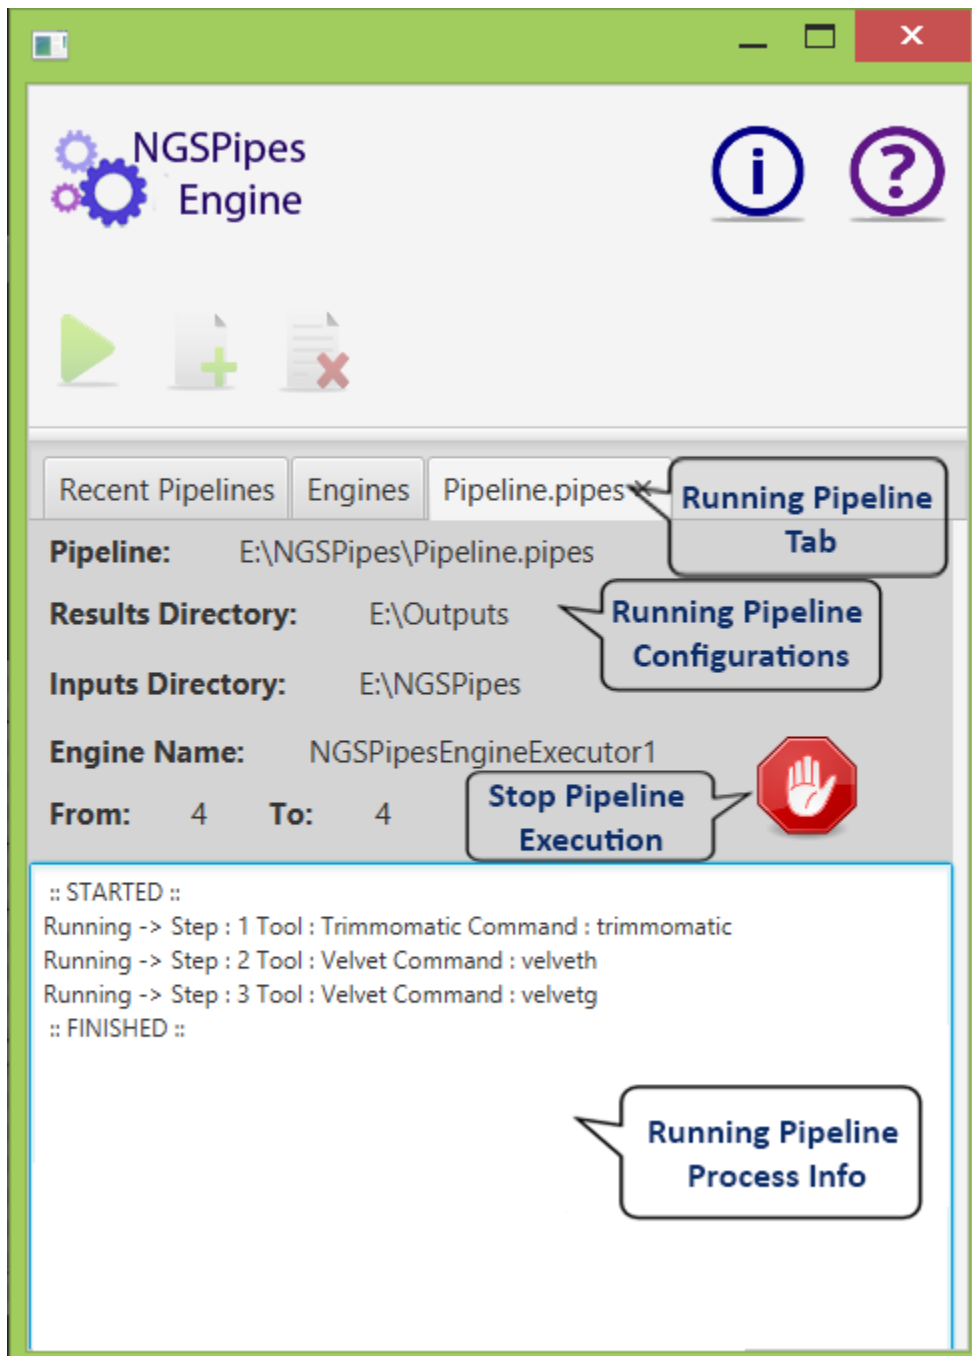 NGSPipes
Engine
i ?
Recent Pipelines Engines Pipeline.pipes ×
Running Pipeline
Tab
Pipeline: E:\NGSPipes\Pipeline.pipes
Results Directory: E:\Outputs
Running Pipeline
Configurations
Inputs Directory: E:\NGSPipes
Engine Name: NGSPipesEngineExecutor1
From: 4 To: 4
Stop Pipeline
Execution
:: STARTED ::
Running -> Step : 1 Tool : Trimmomatic Command : trimmomatic
Running -> Step : 2 Tool : Velvet Command : velveth
Running -> Step : 3 Tool : Velvet Command : velvetg
:: FINISHED ::
Running Pipeline
Process Info